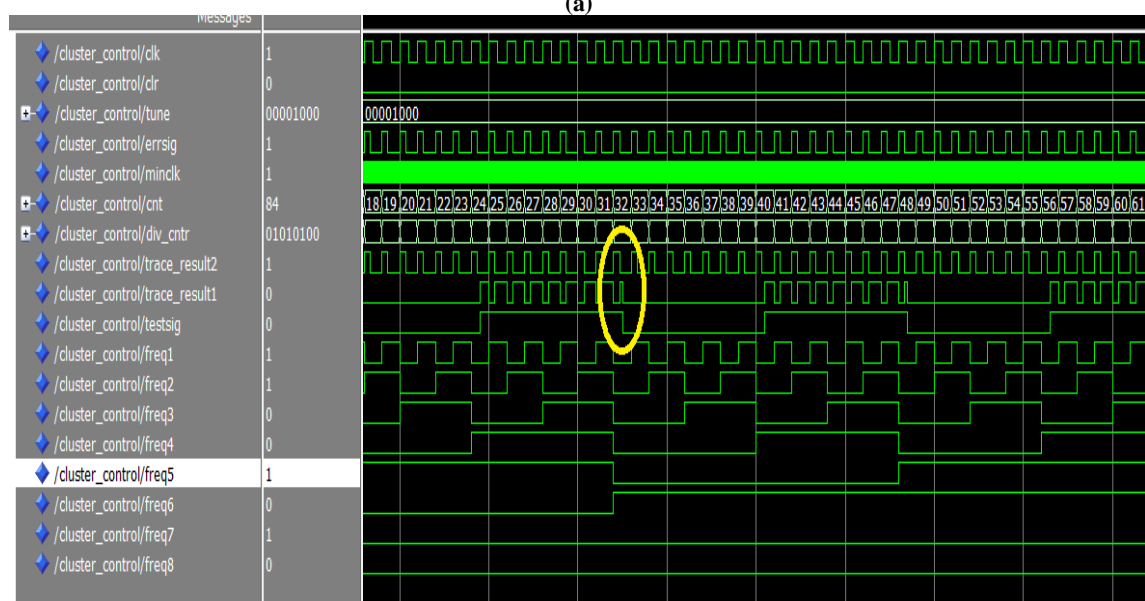 (a)
Messages
/cluster_control/clk 1
/cluster_control/clr 0
/cluster_control/tune 00001000 00001000
/cluster_control/errsig 1
/cluster_control/minclk 1
/cluster_control/cnt 84 18 19 20 21 22 23 24 25 26 27 28 29 30 31 32 33 34 35 36 37 38 39 40 41 42 43 44 45 46 47 48 49 50 51 52 53 54 55 56 57 58 59 60 61
/cluster_control/div_cntr 01010100
/cluster_control/trace_result2 1
/cluster_control/trace_result1 0
/cluster_control/testsig 0
/cluster_control/freq1 1
/cluster_control/freq2 1
/cluster_control/freq3 0
/cluster_control/freq4 0
/cluster_control/freq5 1
/cluster_control/freq6 0
/cluster_control/freq7 1
/cluster_control/freq8 0